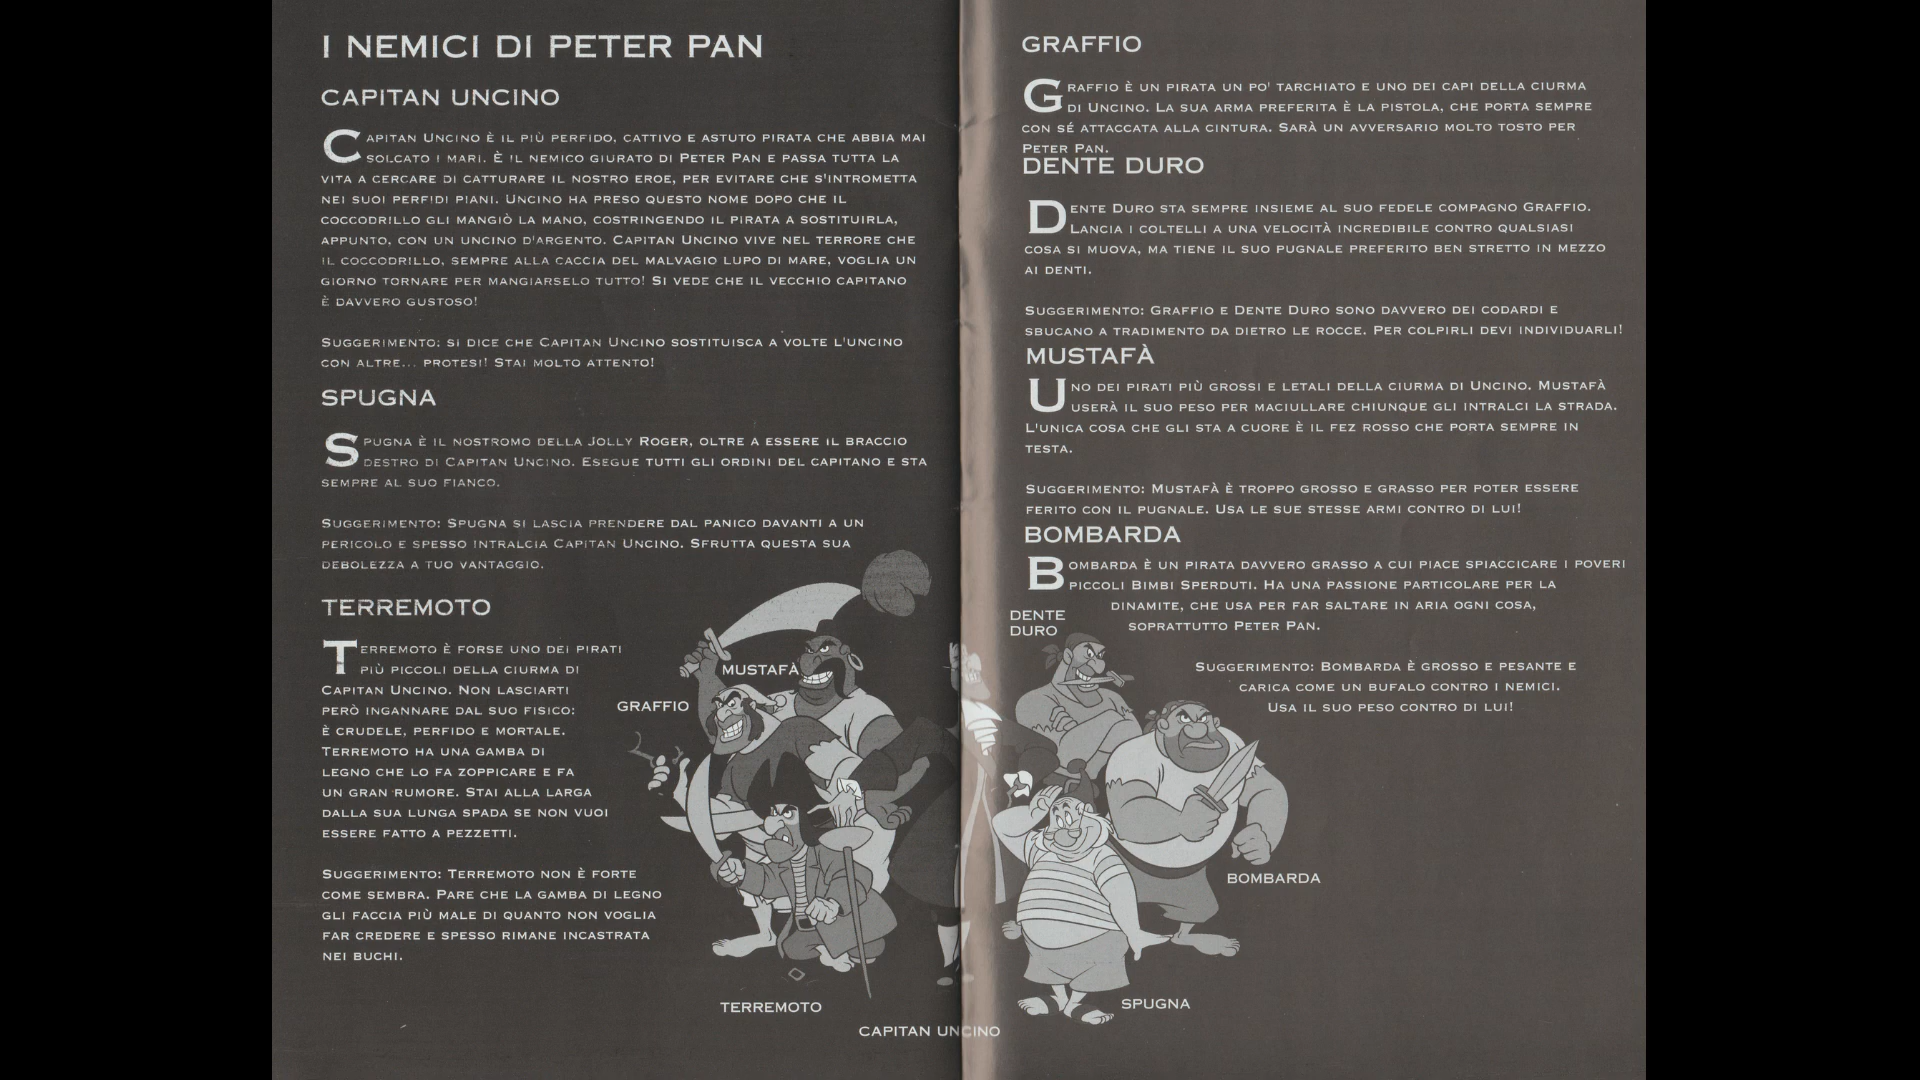 I NEMICI DI PETER PAN
CAPITAN UNCINO
CAPITAN UNCINO È IL PIÙ PERFIDO, CATTIVO E ASTUTO PIRATA CHE ABBIA MAI
SOLCATO I MARI. È IL NEMICO GIURATO DI PETER PAN E PASSA TUTTA LA
VITA A CERCARE DI CATTURARE IL NOSTRO EROE, PER EVITARE CHE S'INTROMETTA
NEI SUOI PERFIDI PIANI. UNCINO HA PRESO QUESTO NOME DOPO CHE IL
COCCODRILLO GLI MANGIÒ LA MANO, COSTRINGENDO IL PIRATA A SOSTITUIRLA,
APPUNTO, CON UN UNCINO D'ARGENTO. CAPITAN UNCINO VIVE NEL TERRORE CHE
IL COCCODRILLO, SEMPRE ALLA CACCIA DEL MALVAGIO LUPO DI MARE, VOGLIA UN
GIORNO TORNARE PER MANGIARSELO TUTTO! SI VEDE CHE IL VECCHIO CAPITANO
È DAVVERO GUSTOSO!
SUGGERIMENTO: SI DICE CHE CAPITAN UNCINO SOSTITUISCA A VOLTE L'UNCINO
CON ALTRE... PROTESI! STAI MOLTO ATTENTO!
SPUGNA
SPUGNA È IL NOSTROMO DELLA JOLLY ROGER, OLTRE A ESSERE IL BRACCIO
DESTRO DI CAPITAN UNCINO. ESEGUE TUTTI GLI ORDINI DEL CAPITANO E STA
SEMPRE AL SUO FIANCO.
SUGGERIMENTO: SPUGNA SI LASCIA PRENDERE DAL PANICO DAVANTI A UN
PERICOLO E SPESSO INTRALCIA CAPITAN UNCINO. SFRUTTA QUESTA SUA
DEBOLEZZA A TUO VANTAGGIO.
TERREMOTO
TERREMOTO È FORSE UNO DEI PIRATI
PIÙ PICCOLI DELLA CIURMA DI
CAPITAN UNCINO. NON LASCIARTI
PERÒ INGANNARE DAL SUO FISICO:
È CRUDELE, PERFIDO E MORTALE.
TERREMOTO HA UNA GAMBA DI
LEGNO CHE LO FA ZOPPICARE E FA
UN GRAN RUMORE. STAI ALLA LARGA
DALLA SUA LUNGA SPADA SE NON VUOI
ESSERE FATTO A PEZZETTI.
SUGGERIMENTO: TERREMOTO NON È FORTE
COME SEMBRA. PARE CHE LA GAMBA DI LEGNO
GLI FACCIA PIÙ MALE DI QUANTO NON VOGLIA
FAR CREDERE E SPESSO RIMANE INCASTRATA
NEI BUCHI.
MUSTAFÀ
GRAFFIO
TERREMOTO
CAPITAN UNCINO
GRAFFIO
GRAFFIO È UN PIRATA UN PO' TARCHIATO E UNO DEI CAPI DELLA CIURMA
DI UNCINO. LA SUA ARMA PREFERITA È LA PISTOLA, CHE PORTA SEMPRE
CON SÉ ATTACCATA ALLA CINTURA. SARÀ UN AVVERSARIO MOLTO TOSTO PER
PETER PAN.
DENTE DURO
DENTE DURO STA SEMPRE INSIEME AL SUO FEDELE COMPAGNO GRAFFIO.
LANCIA I COLTELLI A UNA VELOCITÀ INCREDIBILE CONTRO QUALSIASI
COSA SI MUOVA, MA TIENE IL SUO PUGNALE PREFERITO BEN STRETTO IN MEZZO
AI DENTI.
SUGGERIMENTO: GRAFFIO E DENTE DURO SONO DAVVERO DEI CODARDI E
SBUCANO A TRADIMENTO DA DIETRO LE ROCCE. PER COLPIRLI DEVI INDIVIDUARLI!
MUSTAFÀ
UNO DEI PIRATI PIÙ GROSSI E LETALI DELLA CIURMA DI UNCINO. MUSTAFÀ
USERÀ IL SUO PESO PER MACIULLARE CHIUNQUE GLI INTRALCI LA STRADA.
L'UNICA COSA CHE GLI STA A CUORE È IL FEZ ROSSO CHE PORTA SEMPRE IN
TESTA.
SUGGERIMENTO: MUSTAFÀ È TROPPO GROSSO E GRASSO PER POTER ESSERE
FERITO CON IL PUGNALE. USA LE SUE STESSE ARMI CONTRO DI LUI!
BOMBARDA
BOMBARDA È UN PIRATA DAVVERO GRASSO A CUI PIACE SPIACCICARE I POVERI
PICCOLI BIMBI SPERDUTI. HA UNA PASSIONE PARTICOLARE PER LA
DINAMITE, CHE USA PER FAR SALTARE IN ARIA OGNI COSA,
SOPRATTUTTO PETER PAN.
SUGGERIMENTO: BOMBARDA È GROSSO E PESANTE E
CARICA COME UN BUFALO CONTRO I NEMICI.
USA IL SUO PESO CONTRO DI LUI!
DENTE
DURO
BOMBARDA
SPUGNA